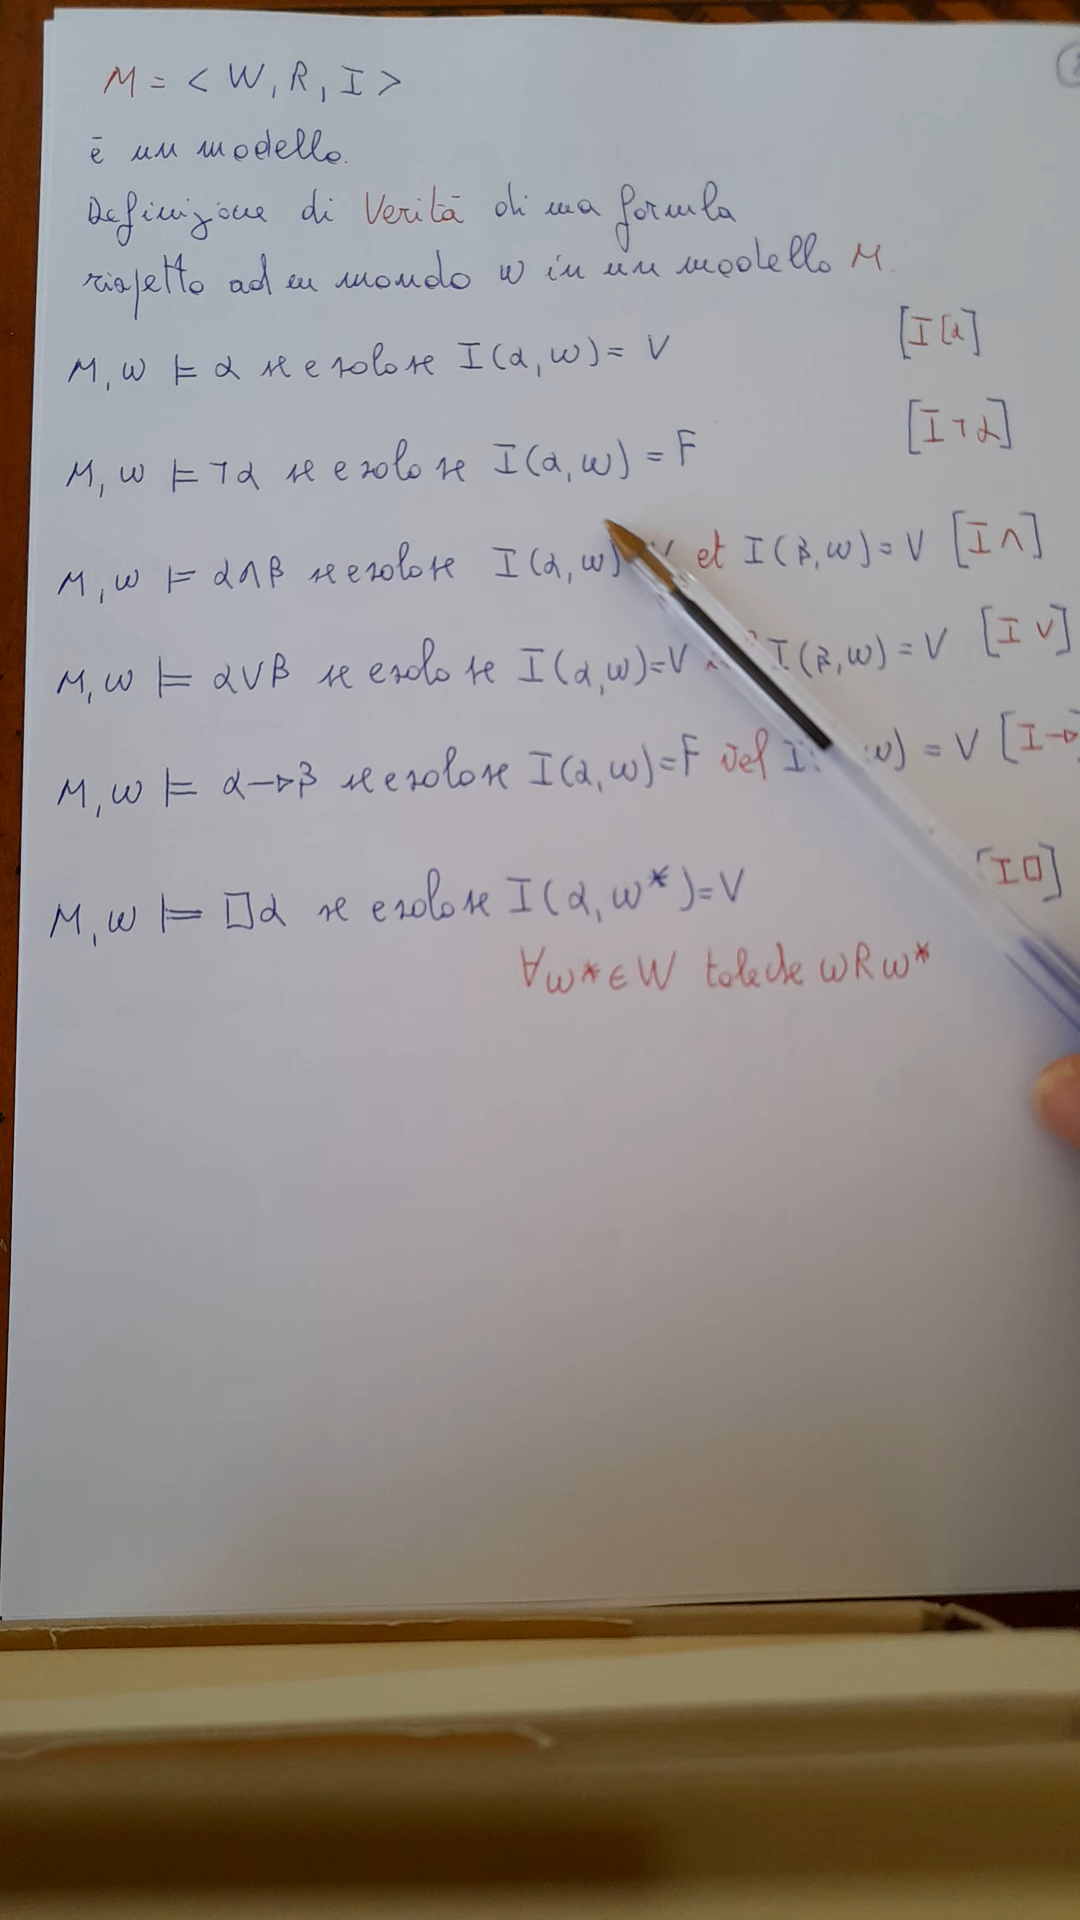 M = < W, R, I >
è un modello.
Definizione di Verità di una formula
rispetto ad un mondo w in un modello M.
M, w ⊨ α se e solo se I(α, w) = V [I α]
M, w ⊨ ¬α se e solo se I(α, w) = F [I ¬α]
M, w ⊨ α∧β se e solo se I(α, w) V et I(β, w) = V [I ∧]
M, w ⊨ α∨β se e solo se I(α, w) = V I(β, w) = V [I ∨]
M, w ⊨ α→β se e solo se I(α, w) = F vel I w) = V [I →]
M, w ⊨ □α se e solo se I(α, w*) = V [I □]
∀w* ∈ W tale che wRw*